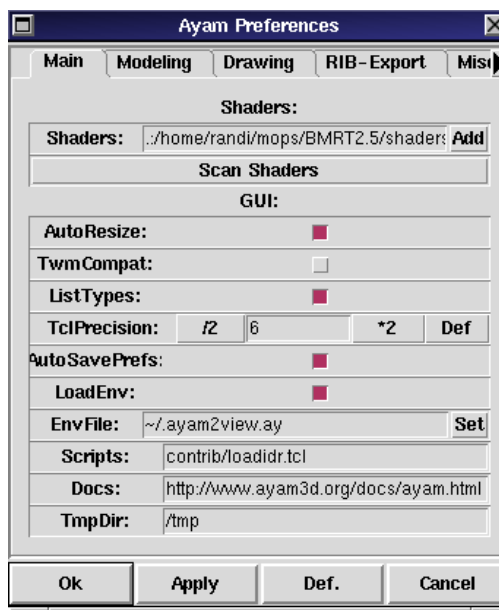 Ayam Preferences
Main Modeling Drawing RIB-Export Misc
Shaders:
Shaders: .:/home/randi/mops/BMRT2.5/shaders Add
Scan Shaders
GUI:
AutoResize:
TwmCompat:
ListTypes:
TclPrecision: /2 6 *2 Def
AutoSavePrefs:
LoadEnv:
EnvFile: ~/.ayam2view.ay Set
Scripts: contrib/loadidr.tcl
Docs: http://www.ayam3d.org/docs/ayam.html
TmpDir: /tmp
Ok Apply Def. Cancel